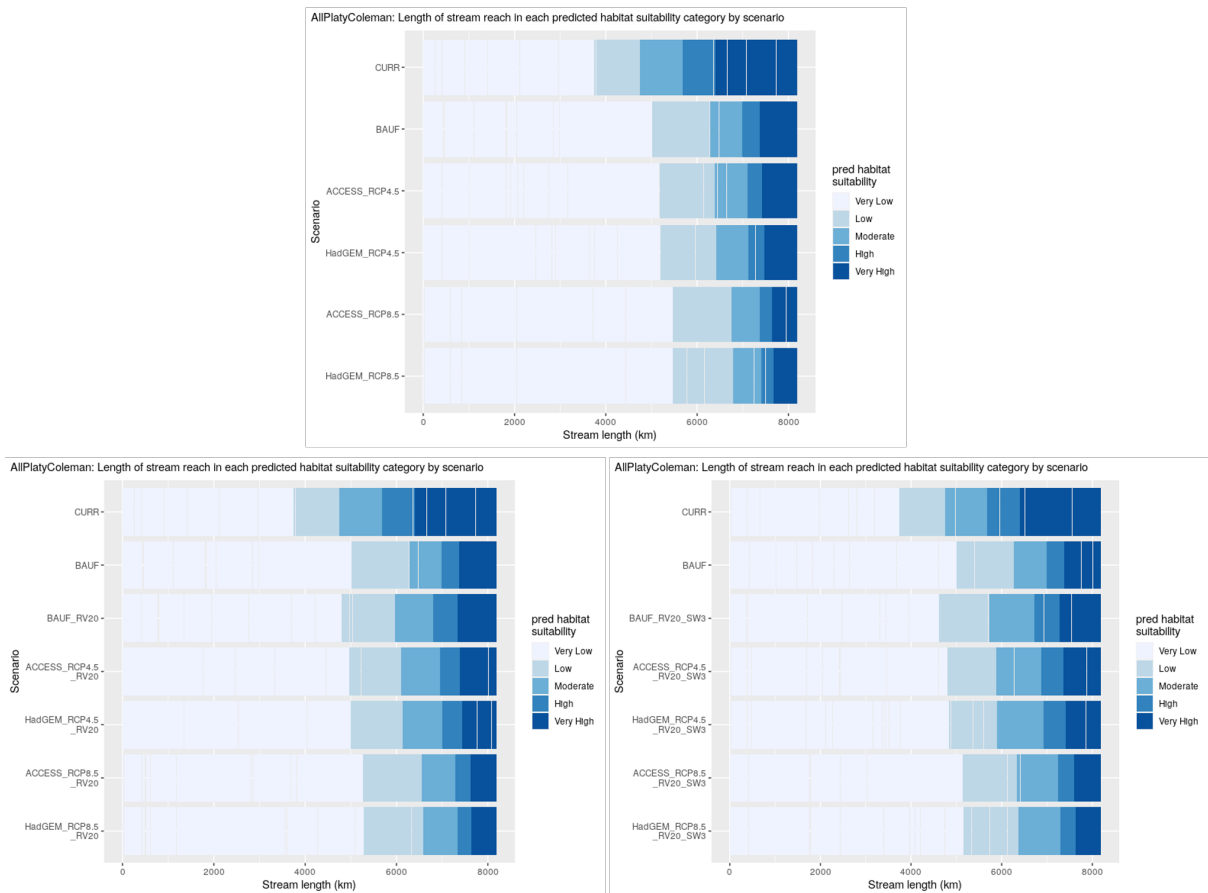 AllPlatyColeman: Length of stream reach in each predicted habitat suitability category by scenario
CURR
BAUF
ACCESS_RCP4.5
HadGEM_RCP4.5
ACCESS_RCP8.5
HadGEM_RCP8.5
Scenario
0 2000 4000 6000 8000
Stream length (km)
pred habitat
suitability
Very Low
Low
Moderate
High
Very High
AllPlatyColeman: Length of stream reach in each predicted habitat suitability category by scenario
CURR
BAUF
BAUF_RV20
ACCESS_RCP4.5
_RV20
HadGEM_RCP4.5
_RV20
ACCESS_RCP8.5
_RV20
HadGEM_RCP8.5
_RV20
Scenario
0 2000 4000 6000 8000
Stream length (km)
pred habitat
suitability
Very Low
Low
Moderate
High
Very High
AllPlatyColeman: Length of stream reach in each predicted habitat suitability category by scenario
CURR
BAUF
BAUF_RV20_SW3
ACCESS_RCP4.5
_RV20_SW3
HadGEM_RCP4.5
_RV20_SW3
ACCESS_RCP8.5
_RV20_SW3
HadGEM_RCP8.5
_RV20_SW3
Scenario
0 2000 4000 6000 8000
Stream length (km)
pred habitat
suitability
Very Low
Low
Moderate
High
Very High